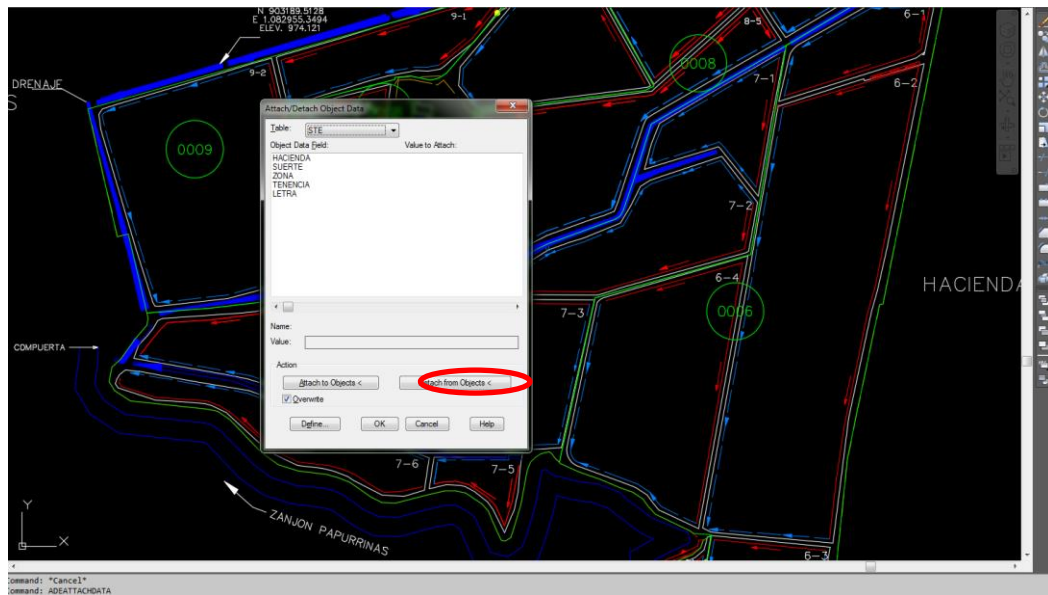 N 903189.5128
E 1.082955.3494
ELEV. 974,121
9-1
8-5
6-1
DRENAJE
9-2
0008
7-1
6-2
S
0009
Attach/Detach Object Data
Table:
STE
Object Data Field:
Value to Attach:
HACIENDA
SUERTE
ZONA
TENENCIA
LETRA
7-2
6-4
HACIENDA
7-3
0006
Name:
Value:
COMPUERTA
Action
Attach to Objects <
from Objects <
Overwrite
Define...
OK
Cancel
Help
7-6
7-5
ZANJON PAPURRINAS
Y
X
6-3
Command: *Cancel*
Command: ADEATTACHDATA